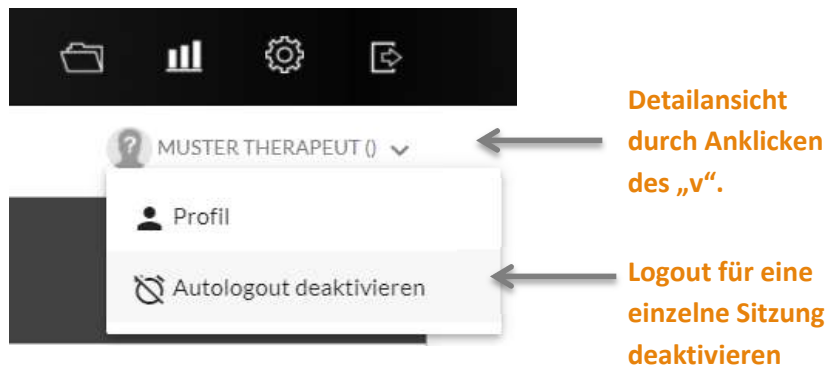 Detailansicht
durch Anklicken
des „v“.
MUSTER THERAPEUT ()
Profil
Autologout deaktivieren
Logout für eine
einzelne Sitzung
deaktivieren